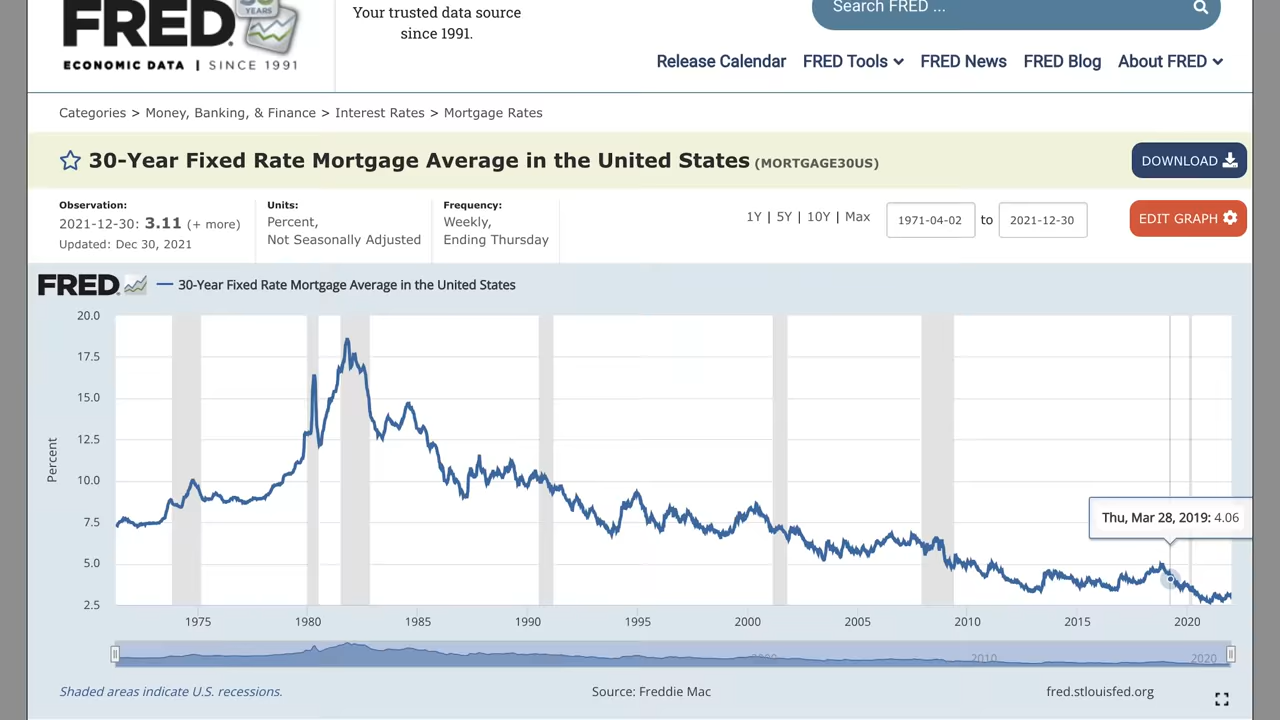 FRED
YEARS
ECONOMIC DATA | SINCE 1991
Your trusted data source
since 1991.
Search FRED ...
Release Calendar FRED Tools FRED News FRED Blog About FRED
Categories > Money, Banking, & Finance > Interest Rates > Mortgage Rates
30-Year Fixed Rate Mortgage Average in the United States (MORTGAGE30US)
DOWNLOAD
Observation:
2021-12-30: 3.11 (+ more)
Updated: Dec 30, 2021
Units:
Percent,
Not Seasonally Adjusted
Frequency:
Weekly,
Ending Thursday
1Y | 5Y | 10Y | Max
1971-04-02 to 2021-12-30
EDIT GRAPH
FRED
30-Year Fixed Rate Mortgage Average in the United States
Percent
20.0
17.5
15.0
12.5
10.0
7.5
5.0
2.5
Thu, Mar 28, 2019: 4.06
1975 1980 1985 1990 1995 2000 2005 2010 2015 2020
2000 2010 2020
Shaded areas indicate U.S. recessions.
Source: Freddie Mac
fred.stlouisfed.org